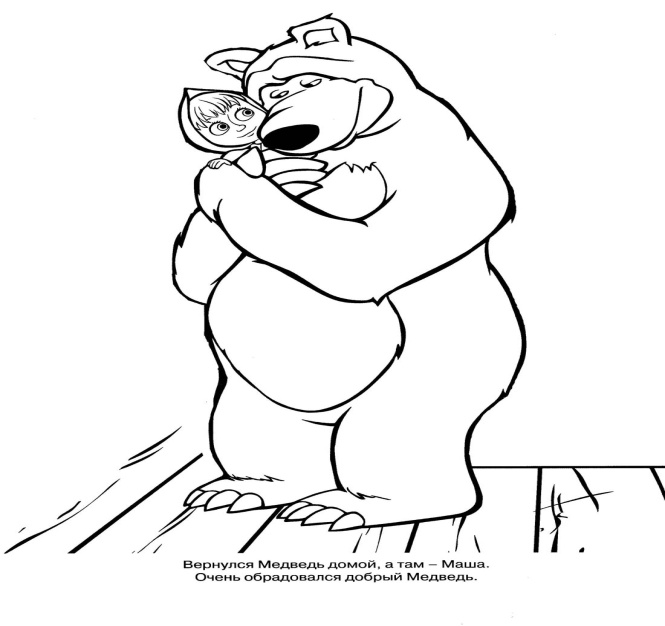 Вернулся Медведь домой, а там – Маша.
Очень обрадовался добрый Медведь.